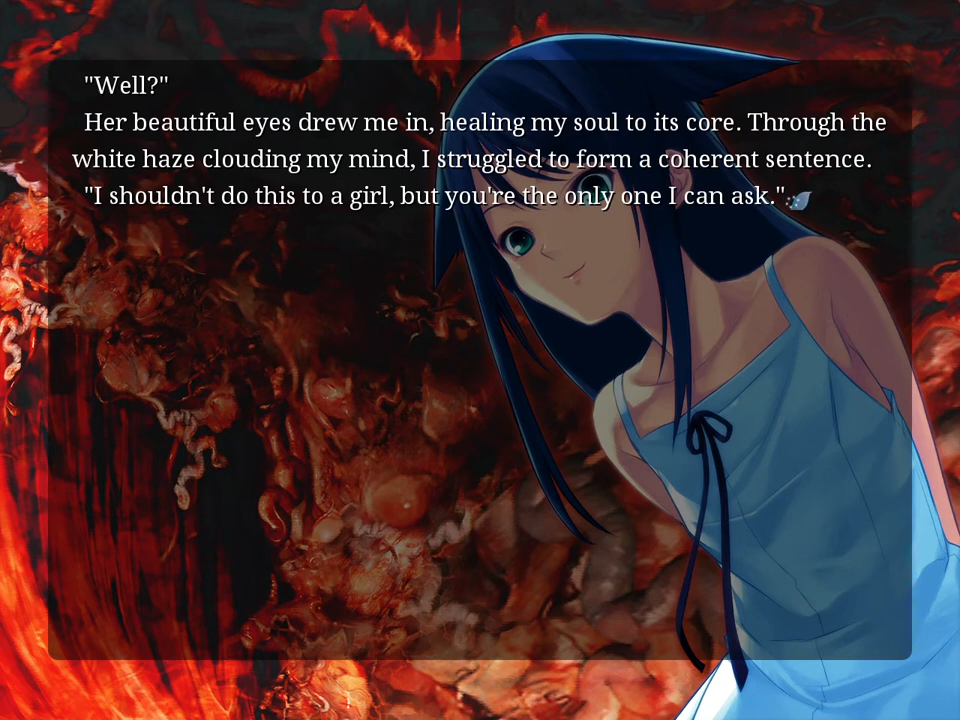 "Well?"
Her beautiful eyes drew me in, healing my soul to its core. Through the
white haze clouding my mind, I struggled to form a coherent sentence.
"I shouldn't do this to a girl, but you're the only one I can ask."